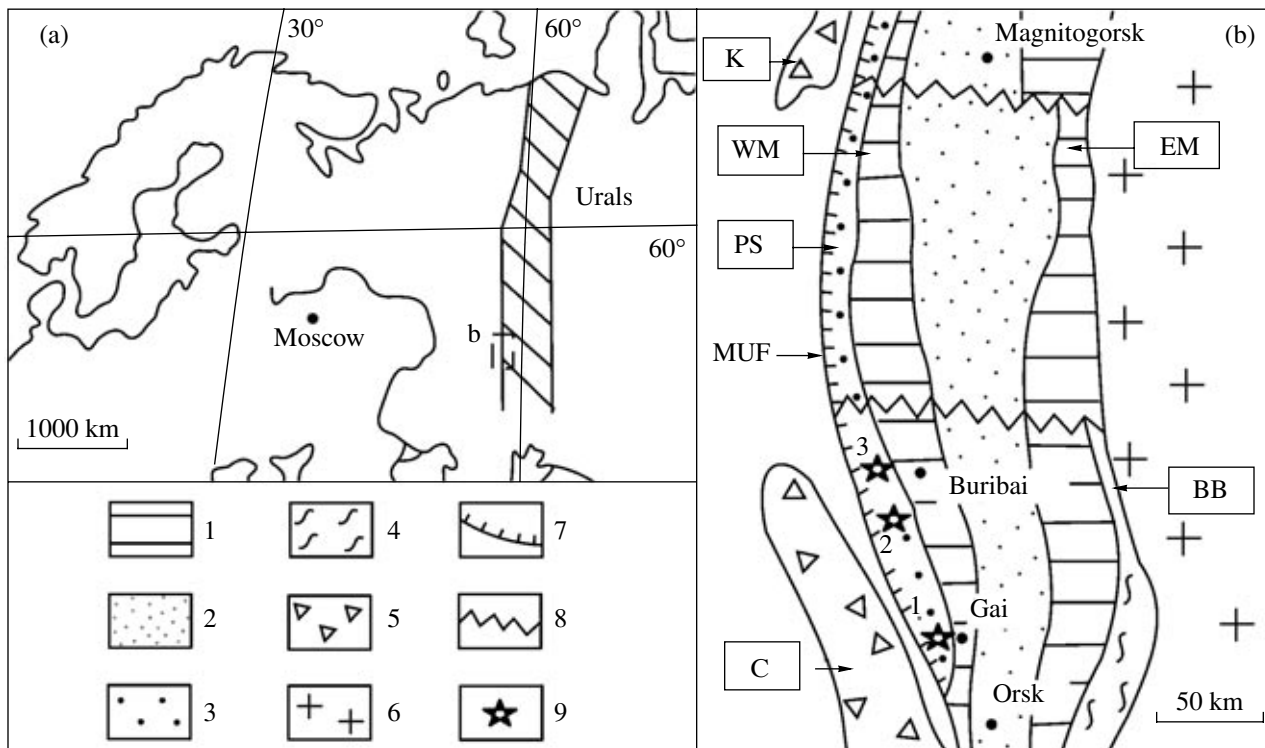 (a)
30°
60°
Urals
60°
Moscow
b
1000 km
1
4
7
2
5
8
3
6
9
(b)
Magnitogorsk
K
WM
EM
PS
MUF
3
Buribai
BB
2
1
Gai
C
Orsk
50 km